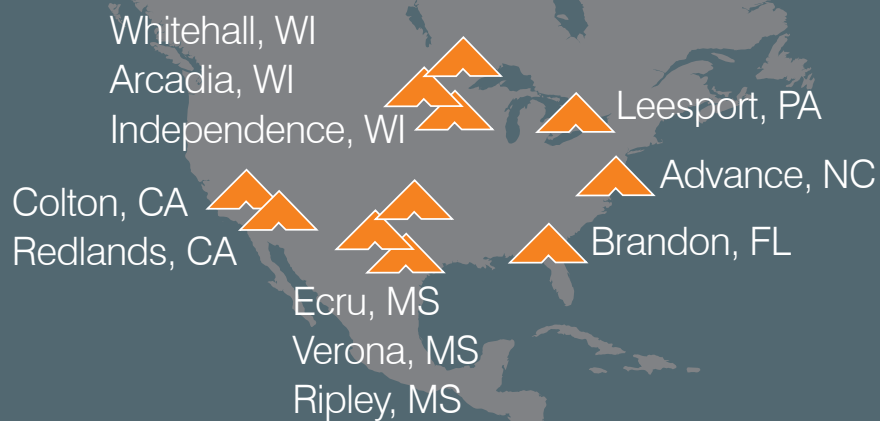 Whitehall, WI
Arcadia, WI
Independence, WI
Leesport, PA
Advance, NC
Colton, CA
Redlands, CA
Brandon, FL
Ecru, MS
Verona, MS
Ripley, MS